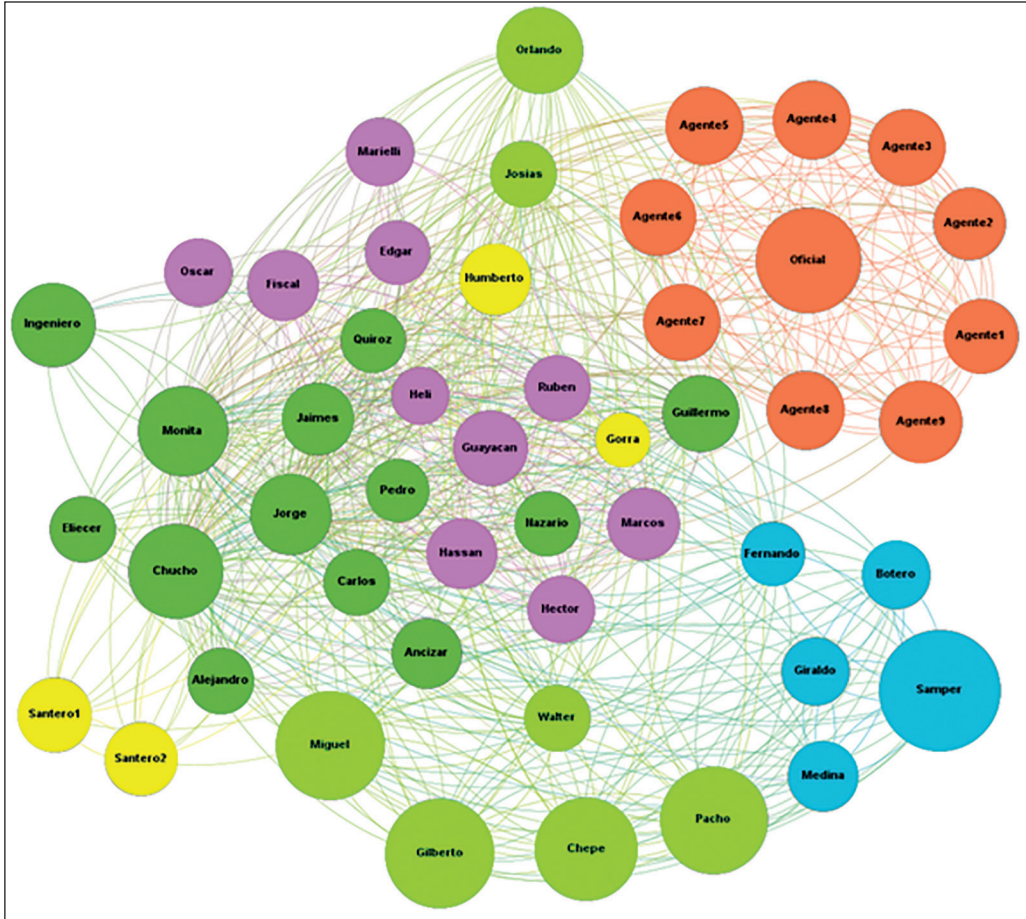 Orlando
Agente5
Agente4
Agente3
Marielli
Josias
Agente6
Agente2
Edgar
Oficial
Oscar
Fiscal
Humberto
Ingeniero
Agente7
Agente1
Quiroz
Heli
Ruben
Jaimes
Guillermo
Agente8
Agente9
Monita
Gorra
Guayacan
Pedro
Jorge
Nazario
Marcos
Eliecer
Hassan
Fernando
Chucho
Carlos
Botero
Hector
Ancizar
Giraldo
Alejandro
Samper
Santero1
Walter
Miguel
Santero2
Medina
Pacho
Chepe
Gilberto